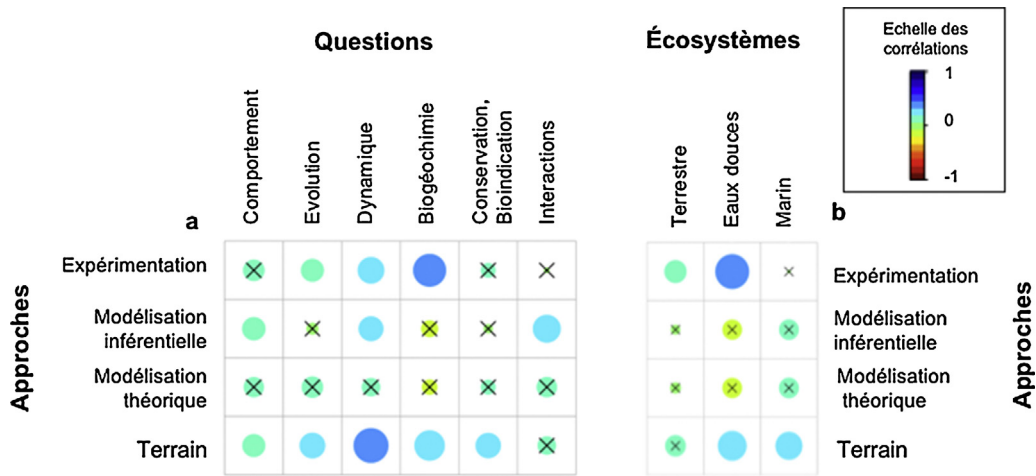 Questions
Écosystèmes
Echelle des
corrélations
1
0
-1
Comportement
Evolution
Dynamique
Biogéochimie
Conservation,
Bioindication
Interactions
Terrestre
Eaux douces
Marin
a
b
Approches
Expérimentation
Modélisation
inférentielle
Modélisation
théorique
Terrain
Expérimentation
Modélisation
inférentielle
Modélisation
théorique
Terrain
Approches